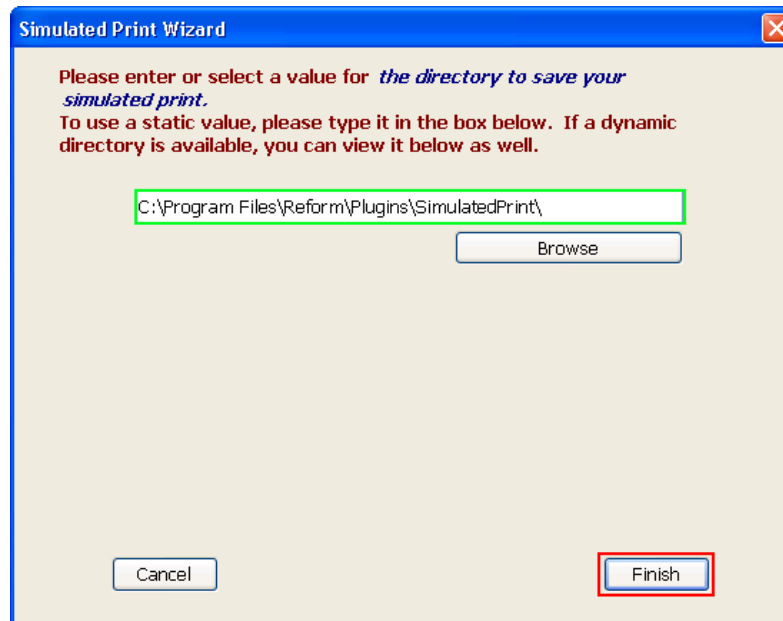 Simulated Print Wizard
Please enter or select a value for the directory to save your
simulated print.
To use a static value, please type it in the box below. If a dynamic
directory is available, you can view it below as well.
C:\Program Files\Reform\Plugins\SimulatedPrint\
Browse
Cancel
Finish